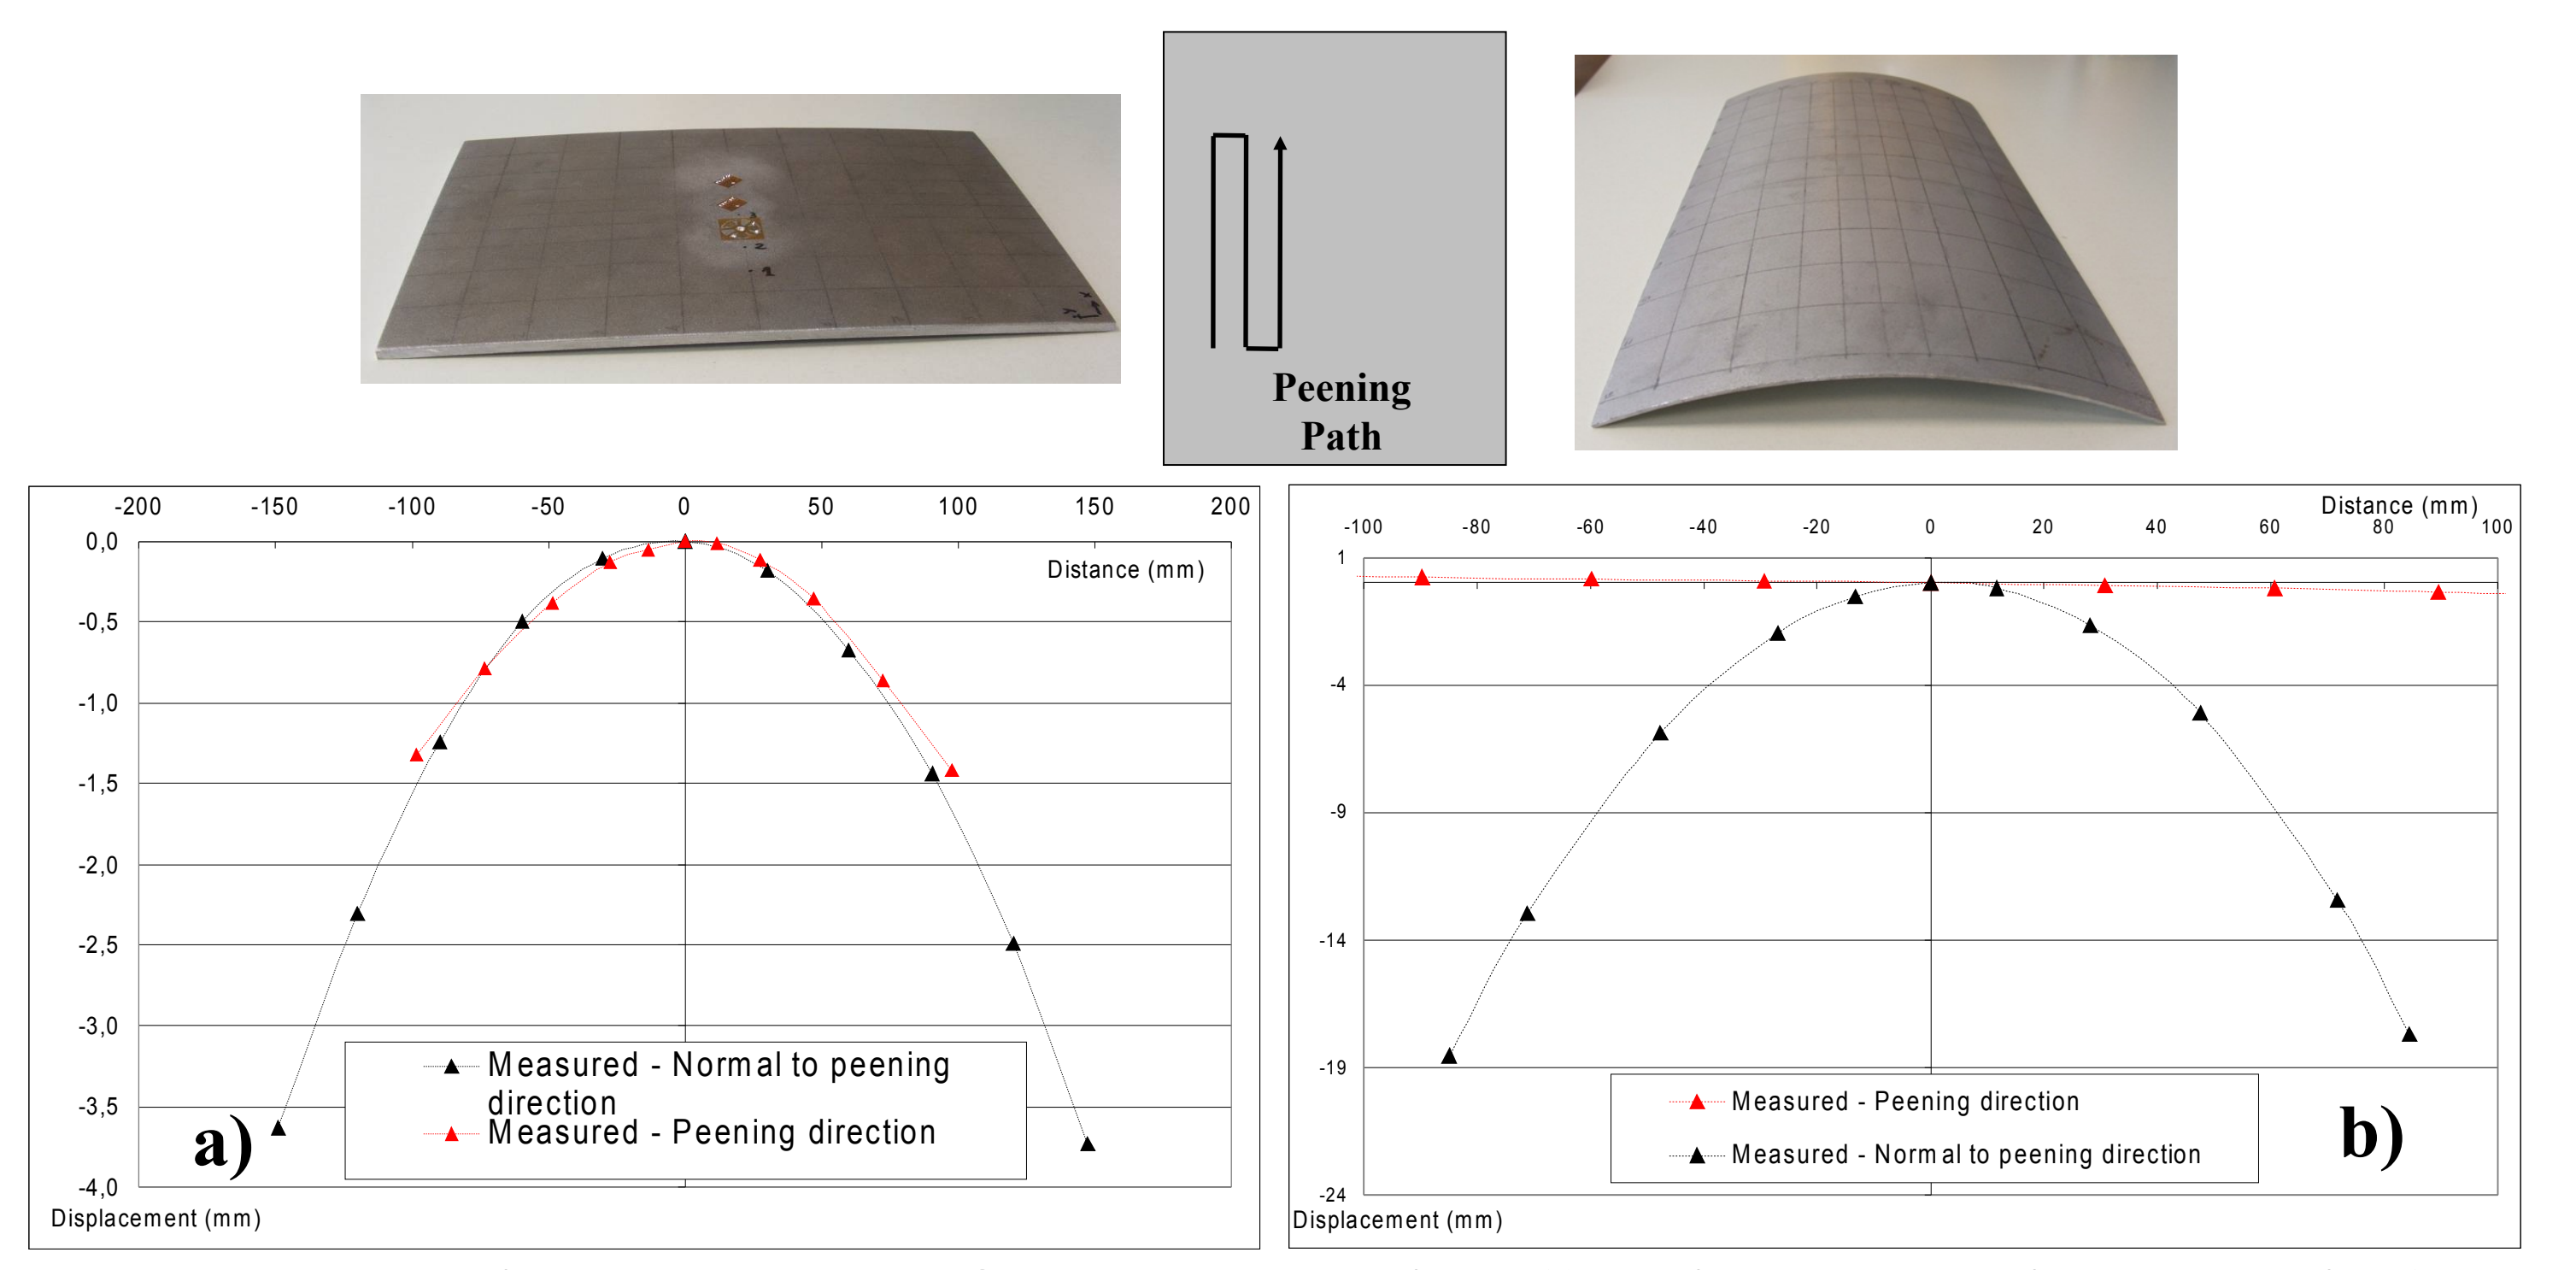 3
2
1
x
y
Peening
Path
-200 -150 -100 -50 0 50 100 150 200
0,0
Distance (mm)
-0,5
-1,0
-1,5
-2,0
-2,5
-3,0
-3,5
-4,0
Measured - Normal to peening
direction
Measured - Peening direction
a)
Displacement (mm)
Distance (mm)
-100 -80 -60 -40 -20 0 20 40 60 80 100
1
-4
-9
-14
-19
-24
Measured - Peening direction
Measured - Normal to peening direction
b)
Displacement (mm)